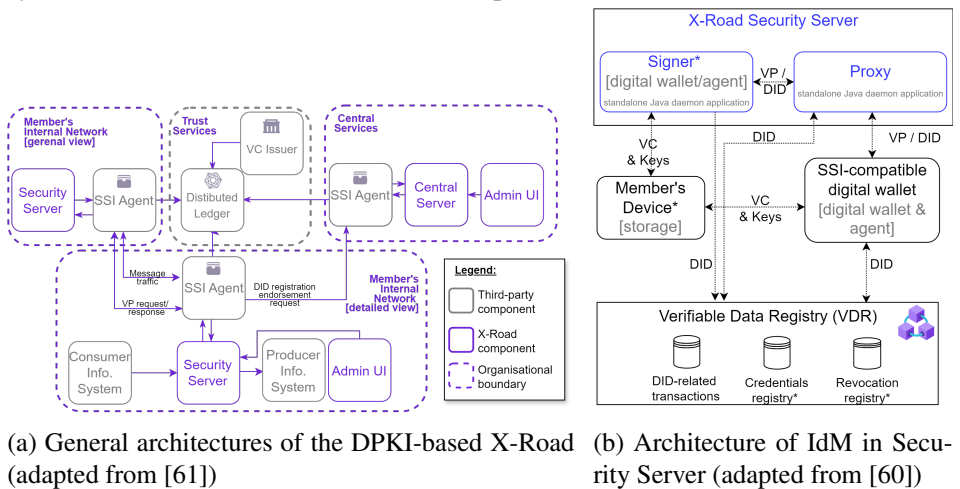 Member's
Internal Network
[gerenal view]
Security
Server
SSI Agent
Trust
Services
VC Issuer
Distibuted
Ledger
Central
Services
SSI Agent
Central
Server
Admin UI
Message
traffic
VP request/
response
SSI Agent
DID registration
endorsement
request
Member's
Internal
Network
[detailed view]
Consumer
Info.
System
Security
Server
Producer
Info.
System
Admin UI
Legend:
Third-party
component
X-Road
component
Organisational
boundary
(a) General architectures of the DPKI-based X-Road
(adapted from [61])
X-Road Security Server
Signer*
[digital wallet/agent]
standalone Java daemon application
VP /
DID
Proxy
standalone Java daemon application
VC
& Keys
DID
VP / DID
Member's
Device*
[storage]
VC
& Keys
SSI-compatible
digital wallet
[digital wallet &
agent]
DID
DID
Verifiable Data Registry (VDR)
DID-related
transactions
Credentials
registry*
Revocation
registry*
(b) Architecture of IdM in Secu-
rity Server (adapted from [60])